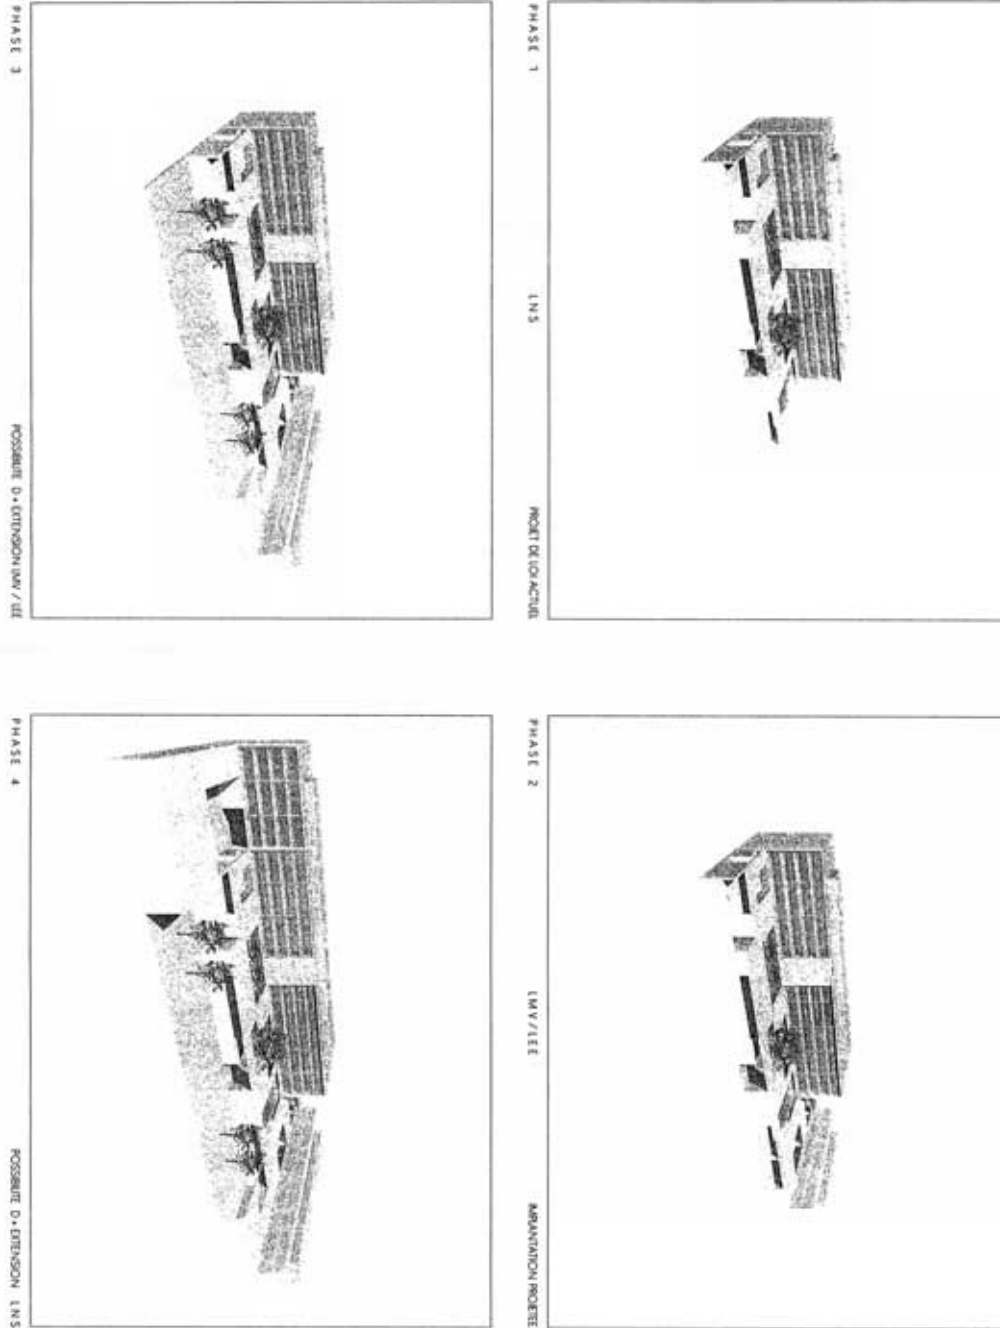 PHASE 1 LNS PROJET DE LOI ACTUEL
PHASE 2 LMV/LEE IMPLANTATION PROJETEE
PHASE 3 POSSIBILITE D'EXTENSION LMV / LEE
PHASE 4 POSSIBILITE D'EXTENSION LNS